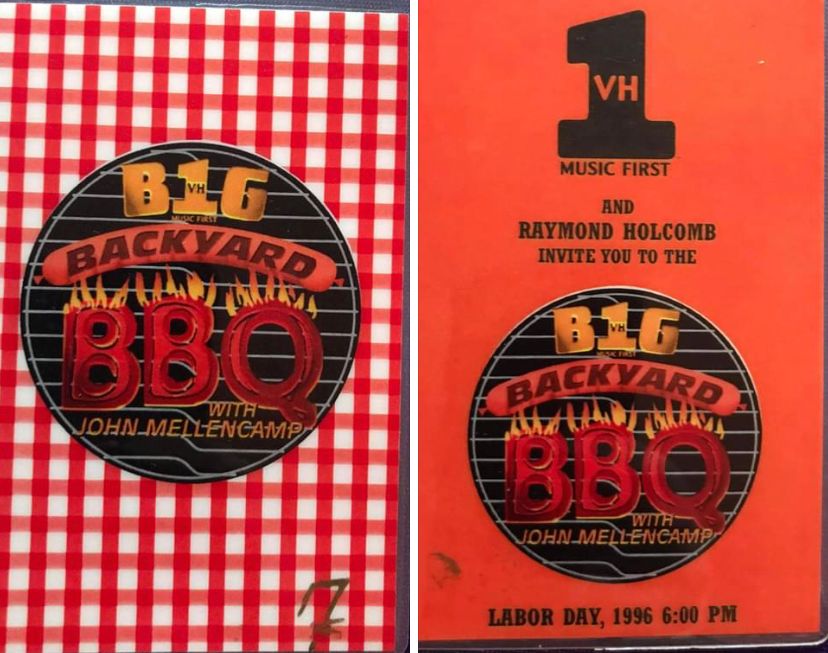 B1G
VH
MUSIC FIRST
BACKYARD
BBQ
WITH
JOHN MELLENCAMP
7
1
VH
MUSIC FIRST
AND
RAYMOND HOLCOMB
INVITE YOU TO THE
B1G
VH
MUSIC FIRST
BACKYARD
BBQ
WITH
JOHN MELLENCAMP
LABOR DAY, 1996 6:00 PM